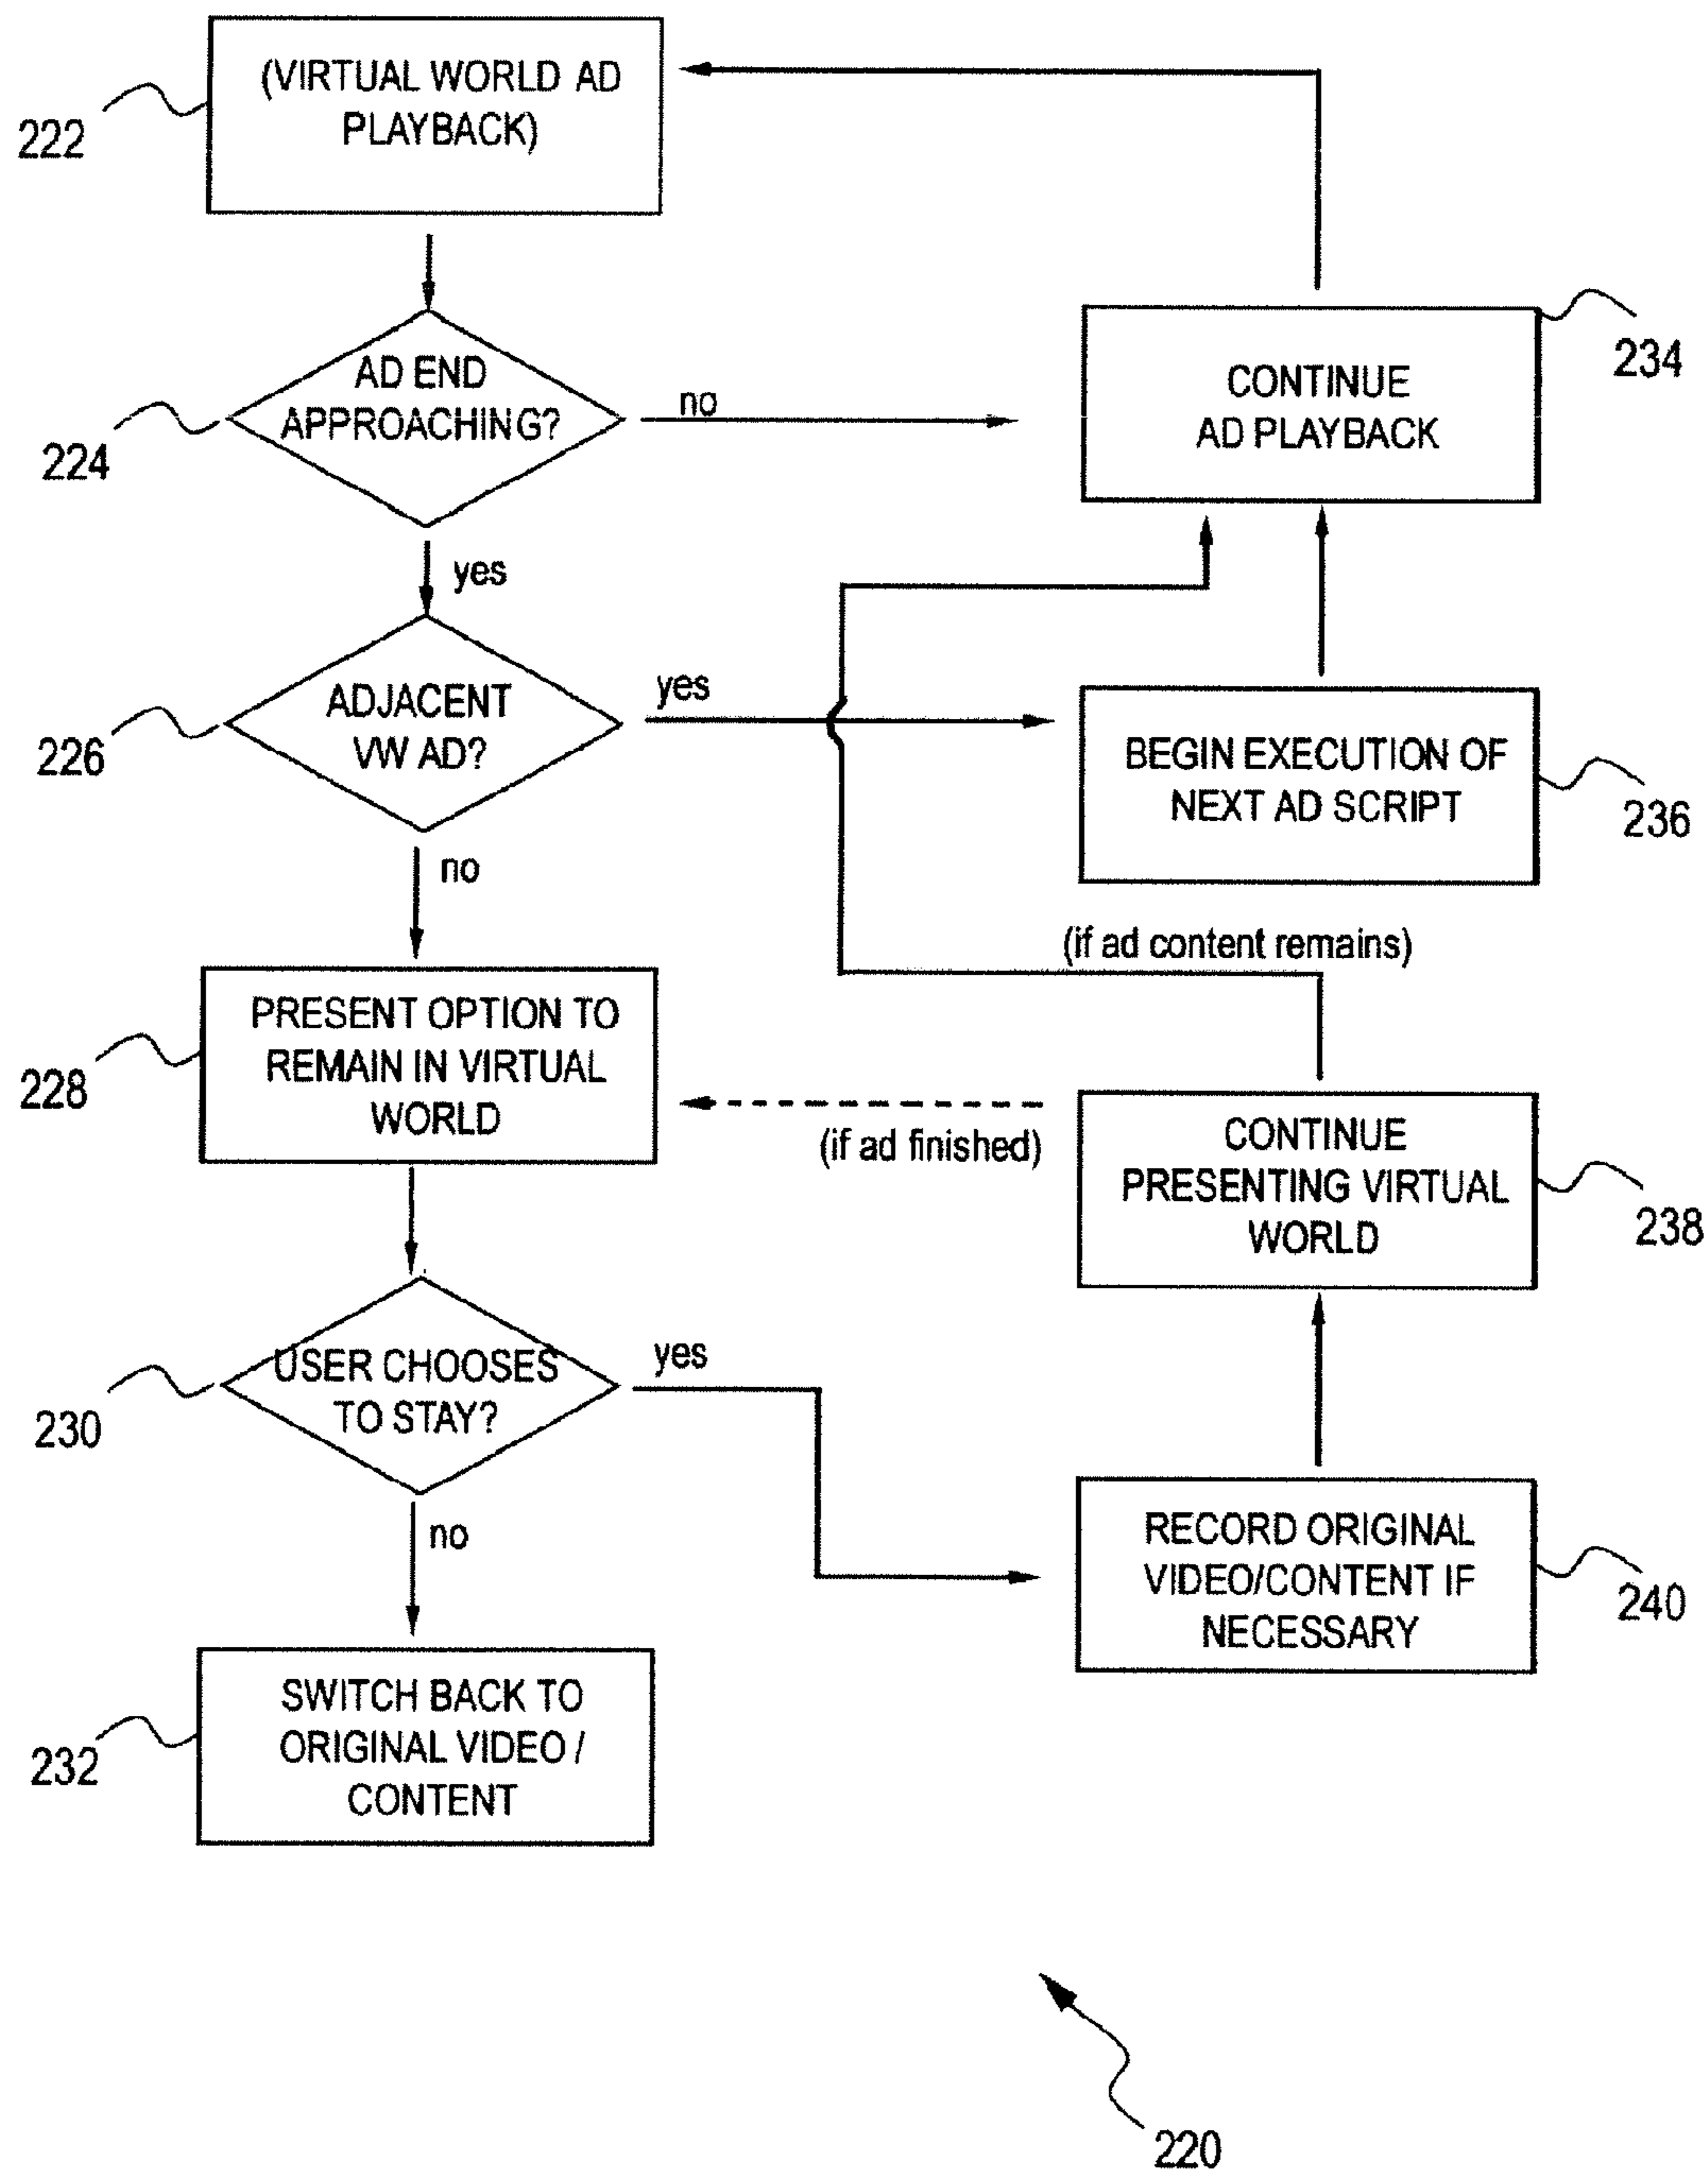 (VIRTUAL WORLD AD
PLAYBACK)
222
AD END
APPROACHING?
224
no
yes
CONTINUE
AD PLAYBACK
234
ADJACENT
VW AD?
226
yes
no
BEGIN EXECUTION OF
NEXT AD SCRIPT
236
(if ad content remains)
PRESENT OPTION TO
REMAIN IN VIRTUAL
WORLD
228
(if ad finished)
CONTINUE
PRESENTING VIRTUAL
WORLD
238
USER CHOOSES
TO STAY?
230
yes
no
RECORD ORIGINAL
VIDEO/CONTENT IF
NECESSARY
240
SWITCH BACK TO
ORIGINAL VIDEO /
CONTENT
232
220